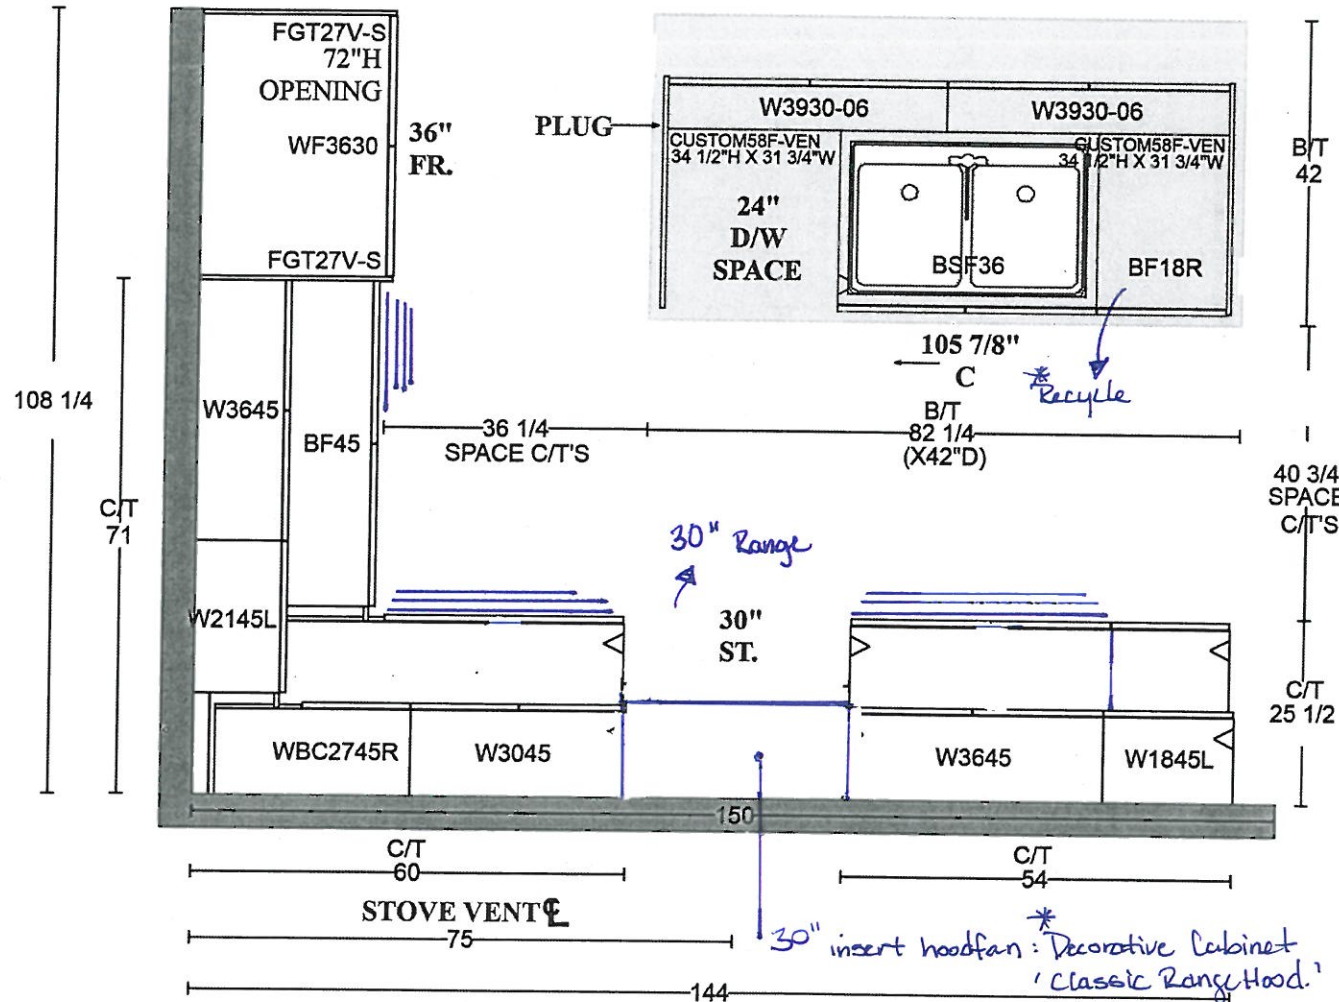 FGT27V-S
72"H
OPENING
WF3630
36"
FR.
FGT27V-S
PLUG
W3930-06
W3930-06
CUSTOM58F-VEN
34 1/2"H X 31 3/4"W
CUSTOM58F-VEN
34 1/2"H X 31 3/4"W
24"
D/W
SPACE
BSF36
BF18R
B/T
42
105 7/8"
C
* Recycle
108 1/4
W3645
BF45
36 1/4
SPACE C/T'S
B/T
82 1/4
(X42"D)
40 3/4
SPACE
C/T'S
C/T
71
30" Range
W2145L
30"
ST.
C/T
25 1/2
WBC2745R
W3045
W3645
W1845L
150
C/T
60
C/T
54
STOVE VENT ℄
75
30" insert hoodfan : * Decorative Cabinet
'Classic Range Hood.'
144